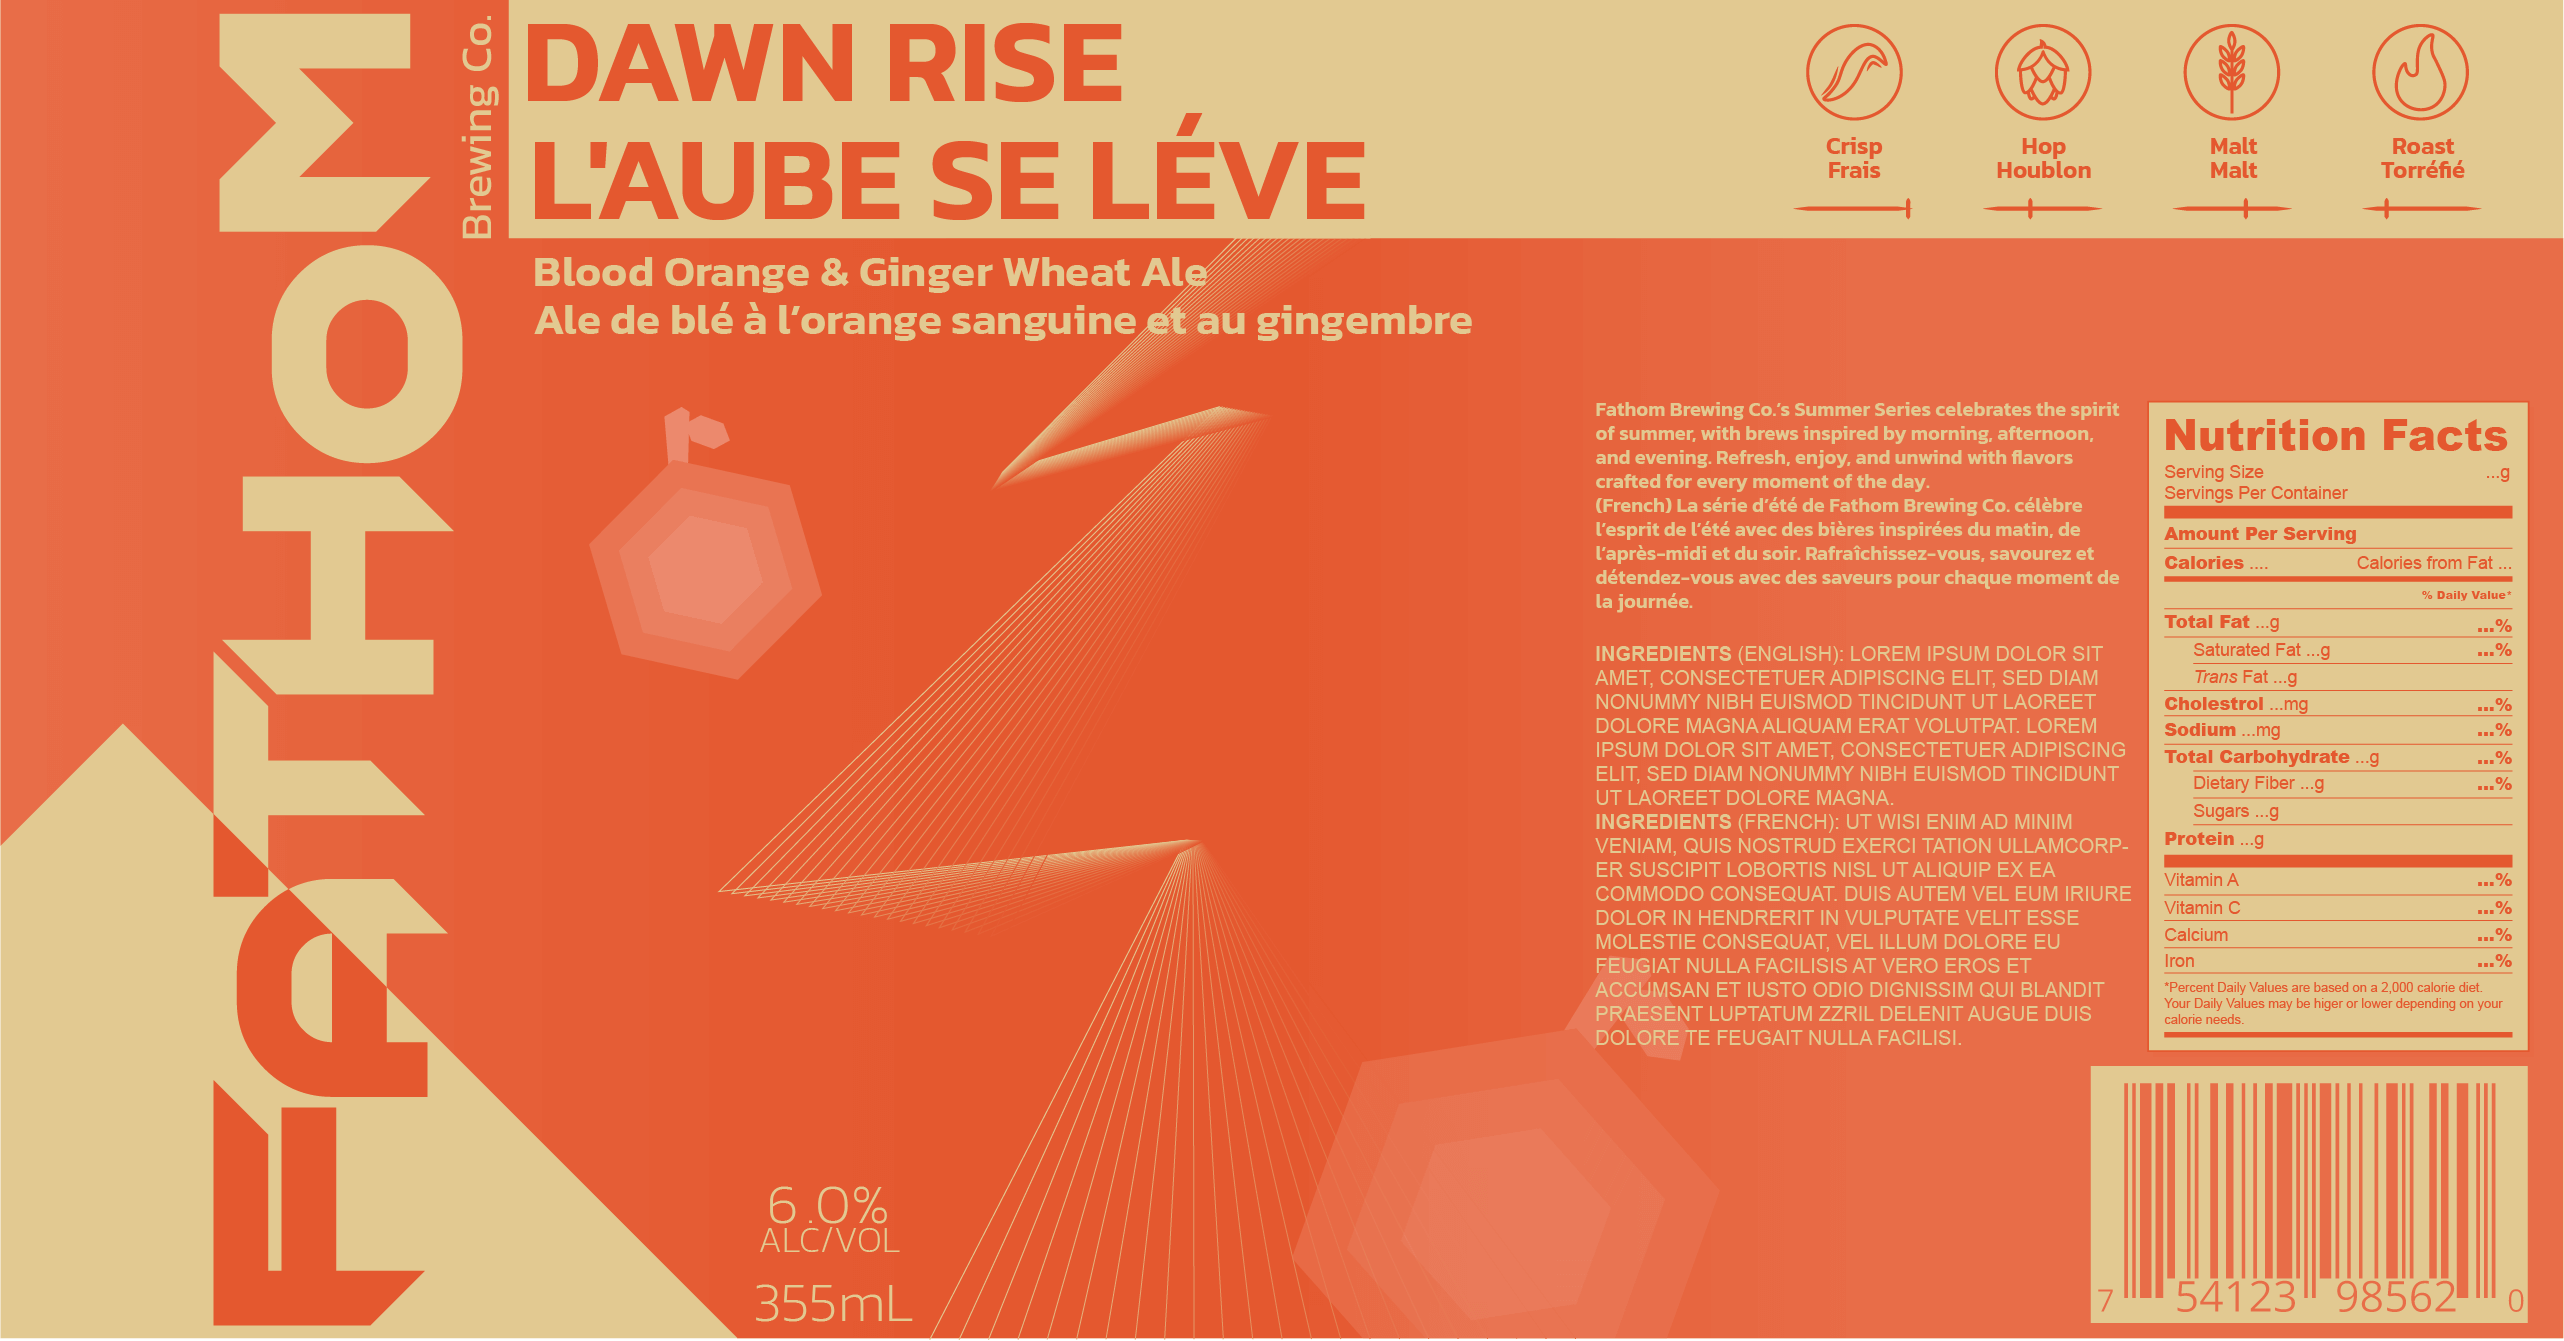 FATHOM
Brewing Co.
DAWN RISE
L'AUBE SE LÉVE
Blood Orange & Ginger Wheat Ale
Ale de blé à l’orange sanguine et au gingembre
Crisp
Frais
Hop
Houblon
Malt
Malt
Roast
Torréfié
6.0%
ALC/VOL
355mL
Fathom Brewing Co.’s Summer Series celebrates the spirit
of summer, with brews inspired by morning, afternoon,
and evening. Refresh, enjoy, and unwind with flavors
crafted for every moment of the day.
(French) La série d’été de Fathom Brewing Co. célèbre
l’esprit de l’été avec des bières inspirées du matin, de
l’après-midi et du soir. Rafraîchissez-vous, savourez et
détendez-vous avec des saveurs pour chaque moment de
la journée.
INGREDIENTS (ENGLISH): LOREM IPSUM DOLOR SIT
AMET, CONSECTETUER ADIPISCING ELIT, SED DIAM
NONUMMY NIBH EUISMOD TINCIDUNT UT LAOREET
DOLORE MAGNA ALIQUAM ERAT VOLUTPAT. LOREM
IPSUM DOLOR SIT AMET, CONSECTETUER ADIPISCING
ELIT, SED DIAM NONUMMY NIBH EUISMOD TINCIDUNT
UT LAOREET DOLORE MAGNA.
INGREDIENTS (FRENCH): UT WISI ENIM AD MINIM
VENIAM, QUIS NOSTRUD EXERCI TATION ULLAMCORP-
ER SUSCIPIT LOBORTIS NISL UT ALIQUIP EX EA
COMMODO CONSEQUAT. DUIS AUTEM VEL EUM IRIURE
DOLOR IN HENDRERIT IN VULPUTATE VELIT ESSE
MOLESTIE CONSEQUAT, VEL ILLUM DOLORE EU
FEUGIAT NULLA FACILISIS AT VERO EROS ET
ACCUMSAN ET IUSTO ODIO DIGNISSIM QUI BLANDIT
PRAESENT LUPTATUM ZZRIL DELENIT AUGUE DUIS
DOLORE TE FEUGAIT NULLA FACILISI.
Nutrition Facts
Serving Size ...g
Servings Per Container
Amount Per Serving
Calories .... Calories from Fat ...
% Daily Value*
Total Fat ...g ...%
Saturated Fat ...g ...%
Trans Fat ...g
Cholestrol ...mg ...%
Sodium ...mg ...%
Total Carbohydrate ...g ...%
Dietary Fiber ...g ...%
Sugars ...g
Protein ...g
Vitamin A ...%
Vitamin C ...%
Calcium ...%
Iron ...%
*Percent Daily Values are based on a 2,000 calorie diet.
Your Daily Values may be higer or lower depending on your
calorie needs.
7 54123 98562 0